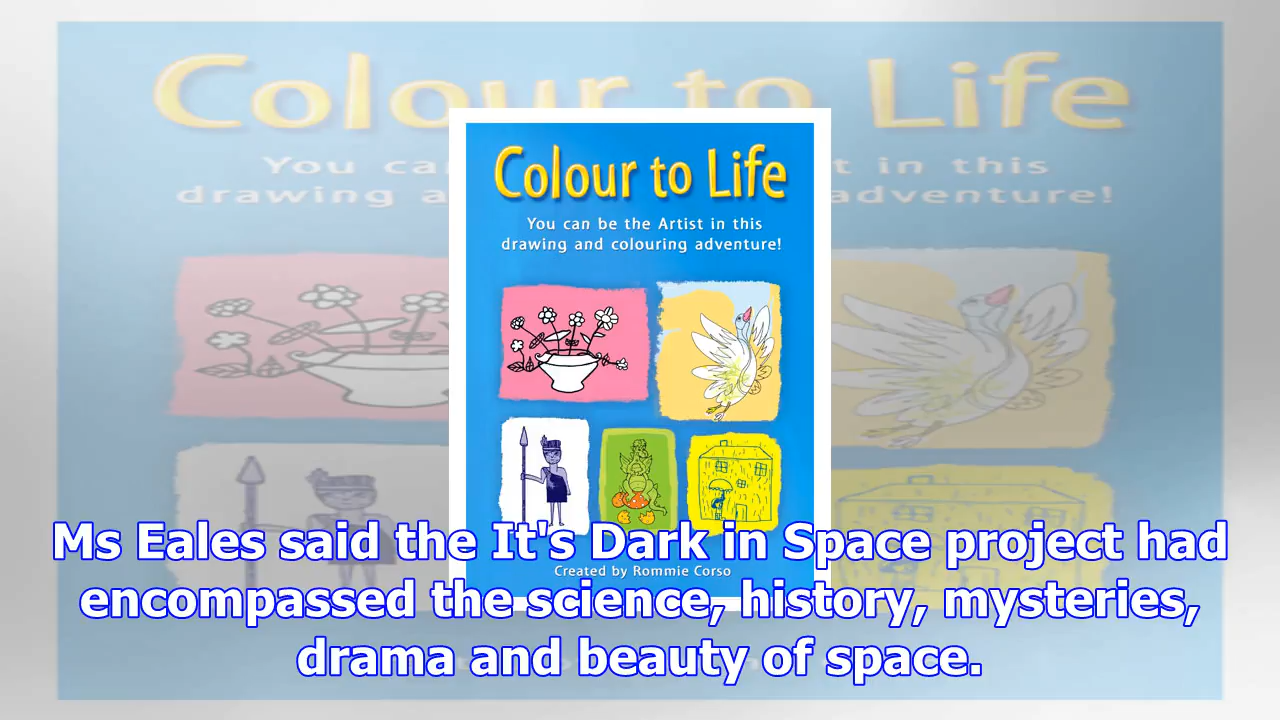 Colour to Life
You can be the Artist in this
drawing and colouring adventure!
Ms Eales said the It's Dark in Space project had
Created by Rommie Corso
encompassed the science, history, mysteries,
drama and beauty of space.